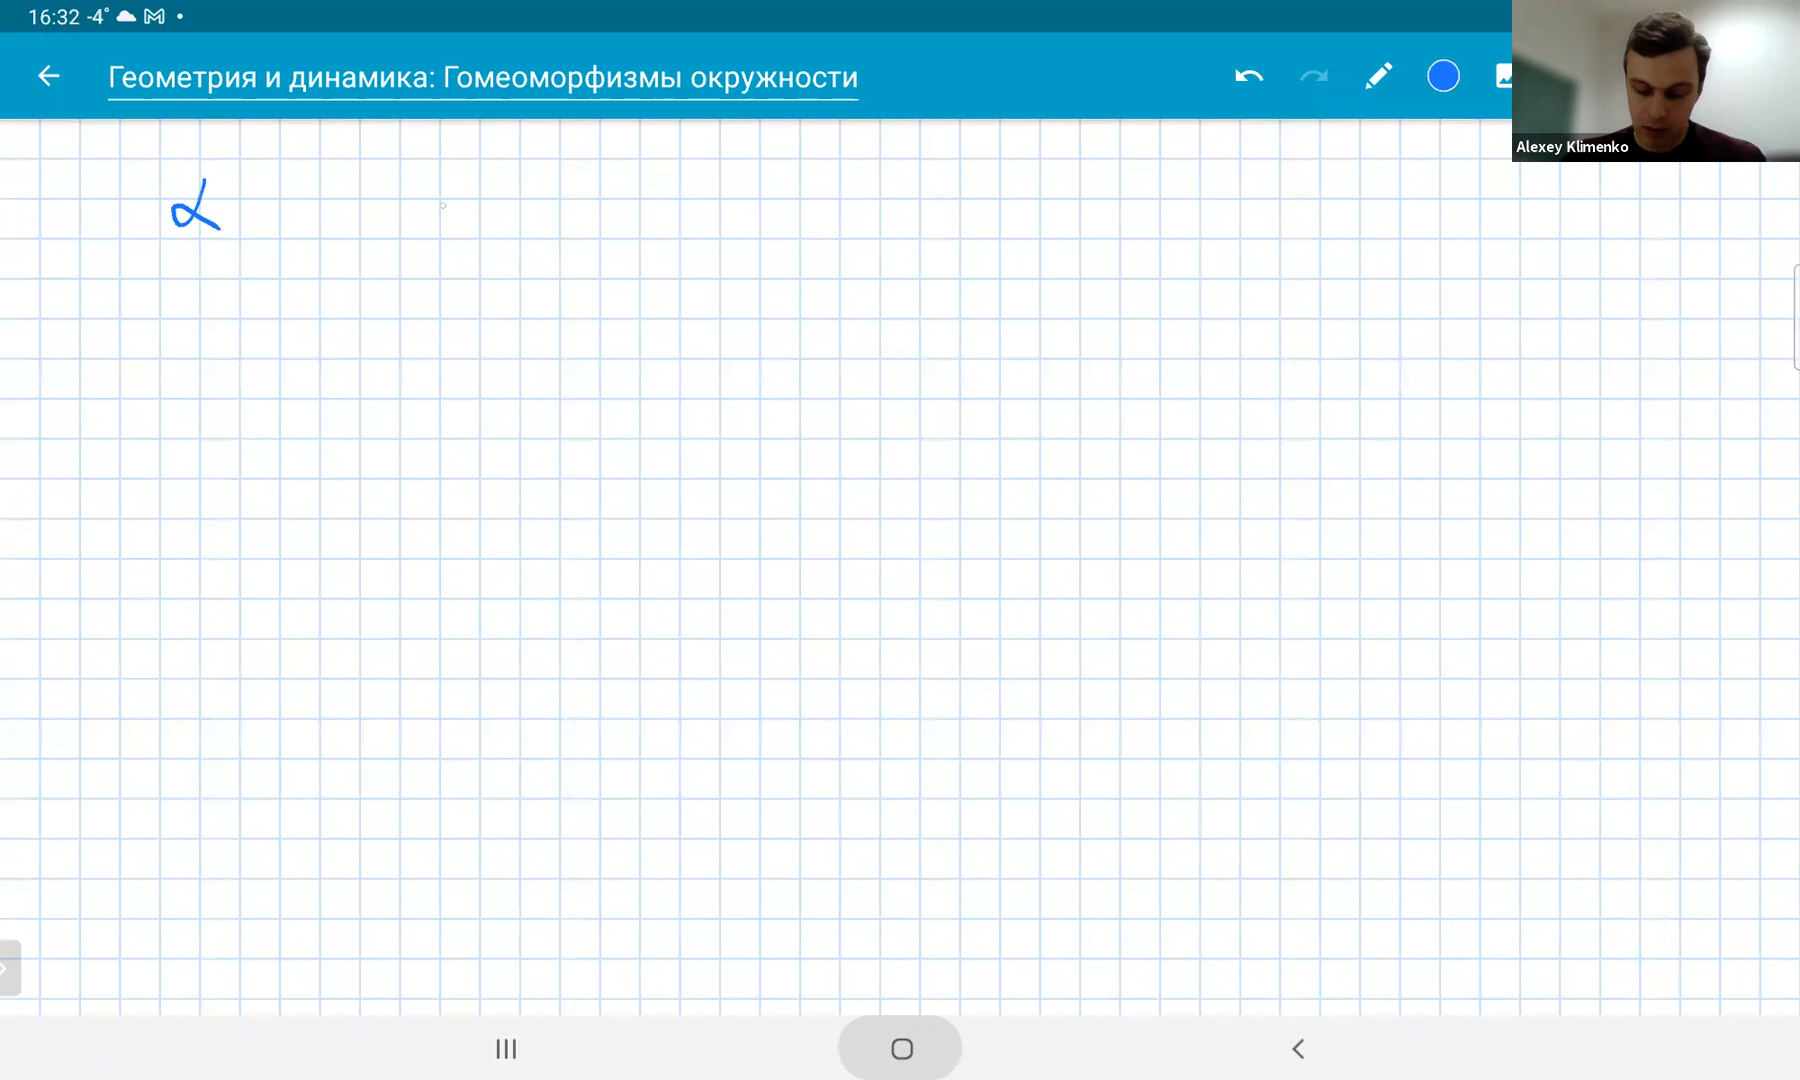 16:32 -4°
Геометрия и динамика: Гомеоморфизмы окружности
Alexey Klimenko
α